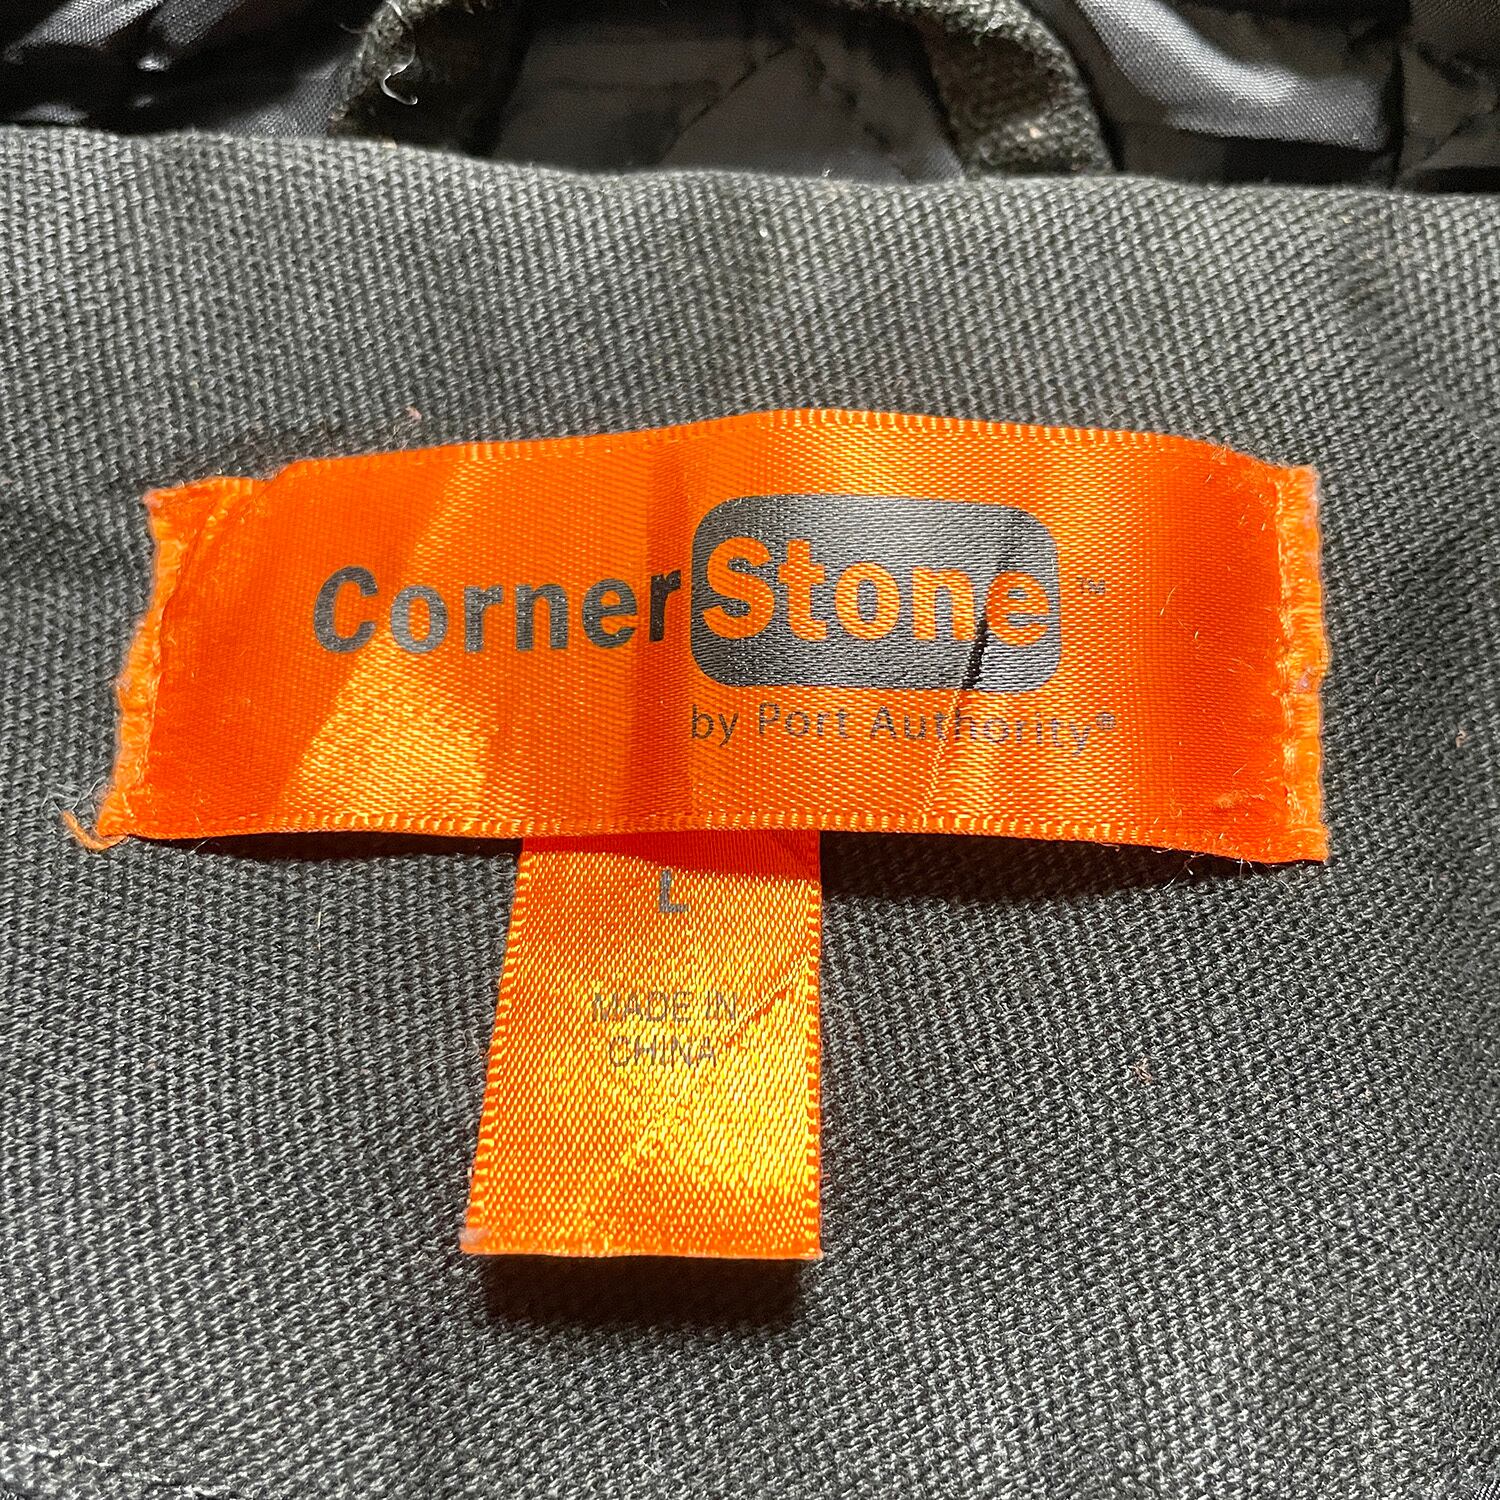 CornerStone™
by Port Authority®
L
MADE IN
CHINA